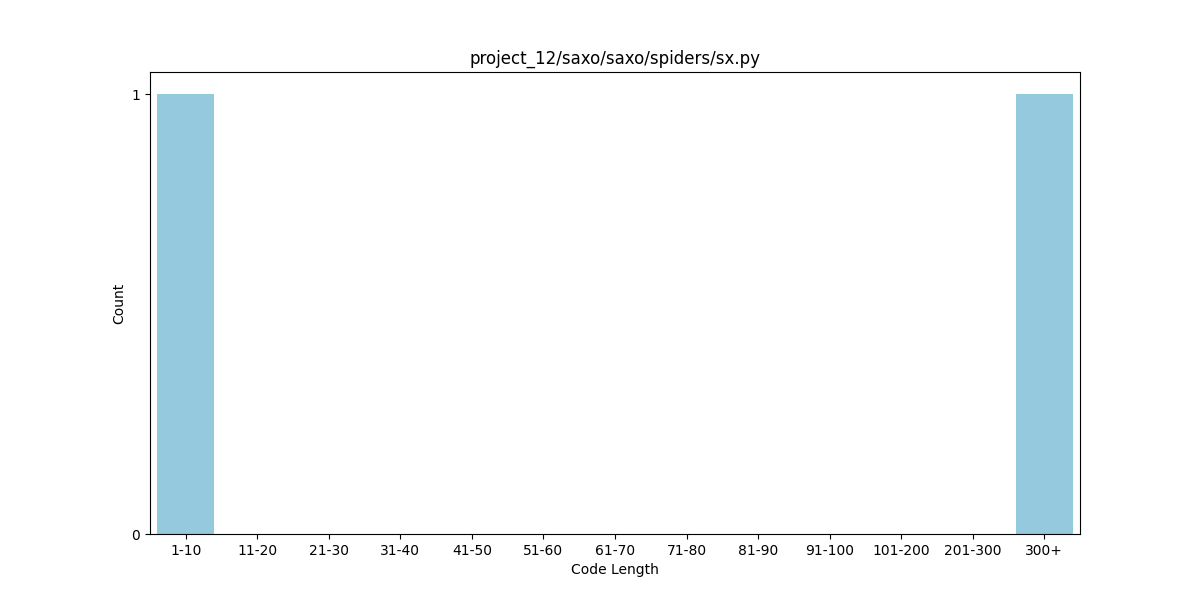 project_12/saxo/saxo/spiders/sx.py
1
Count
0
1-10 11-20 21-30 31-40 41-50 51-60 61-70 71-80 81-90 91-100 101-200 201-300 300+
Code Length